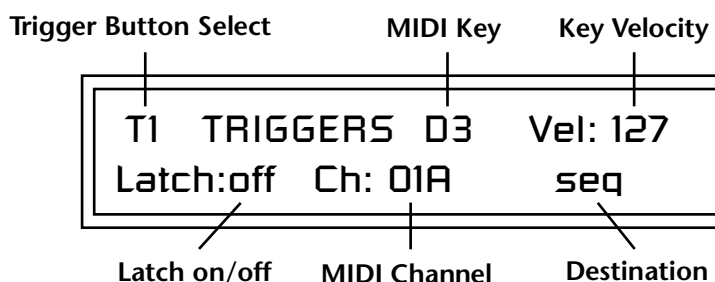 Trigger Button Select MIDI Key Key Velocity
T1 TRIGGERS D3 Vel: 127
Latch:off Ch: 01A seq
Latch on/off MIDI Channel Destination